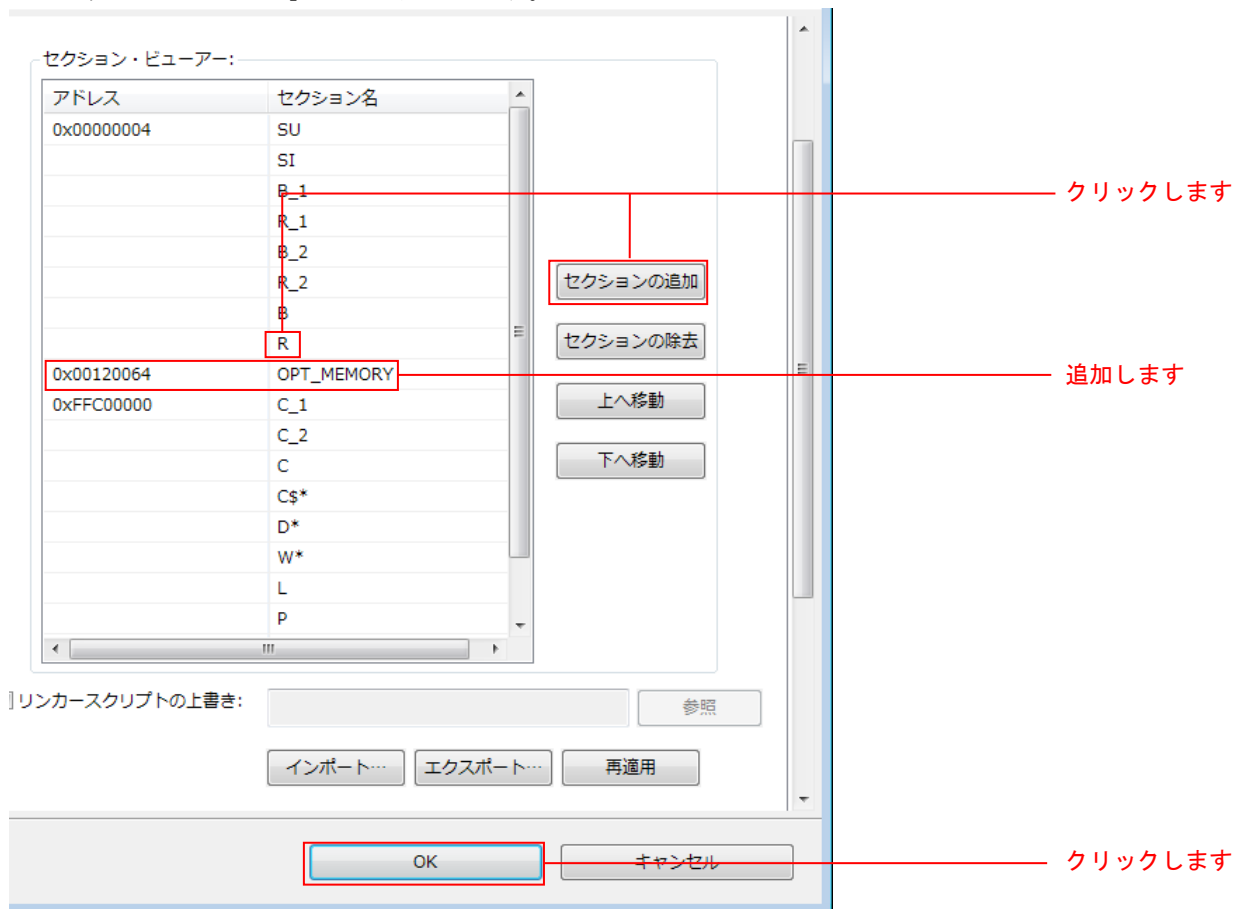 セクション・ビューアー:
アドレス セクション名
0x00000004 SU
SI
B_1
クリックします
R_1
B_2
R_2
セクションの追加
B
R
セクションの除去
0x00120064 OPT_MEMORY
追加します
0xFFC00000 C_1
上へ移動
C_2
C
下へ移動
C$*
D*
W*
L
P
リンカースクリプトの上書き:
参照
インポート… エクスポート… 再適用
OK キャンセル
クリックします